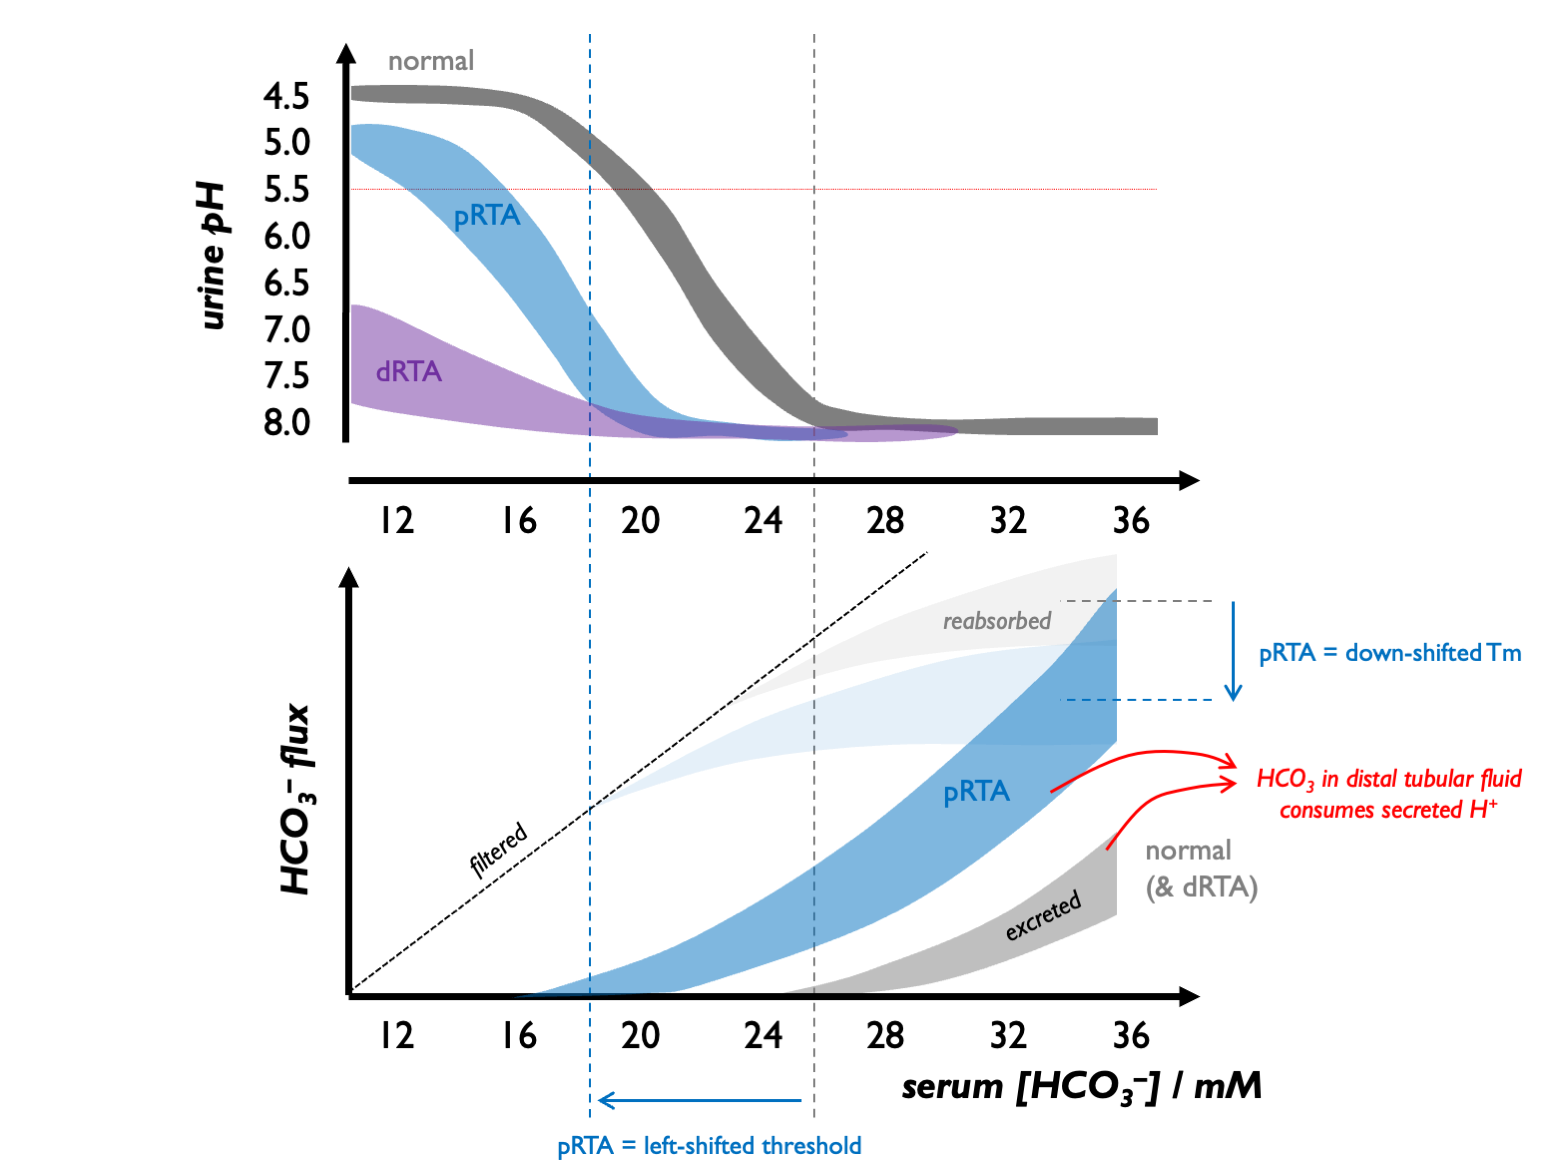 normal
4.5
5.0
5.5
6.0
6.5
7.0
7.5
8.0
urine pH
pRTA
dRTA
12 16 20 24 28 32 36
reabsorbed
pRTA = down-shifted Tm
HCO₃⁻ flux
filtered
pRTA
HCO₃ in distal tubular fluid
consumes secreted H⁺
normal
(& dRTA)
excreted
12 16 20 24 28 32 36
serum [HCO₃⁻] / mM
pRTA = left-shifted threshold